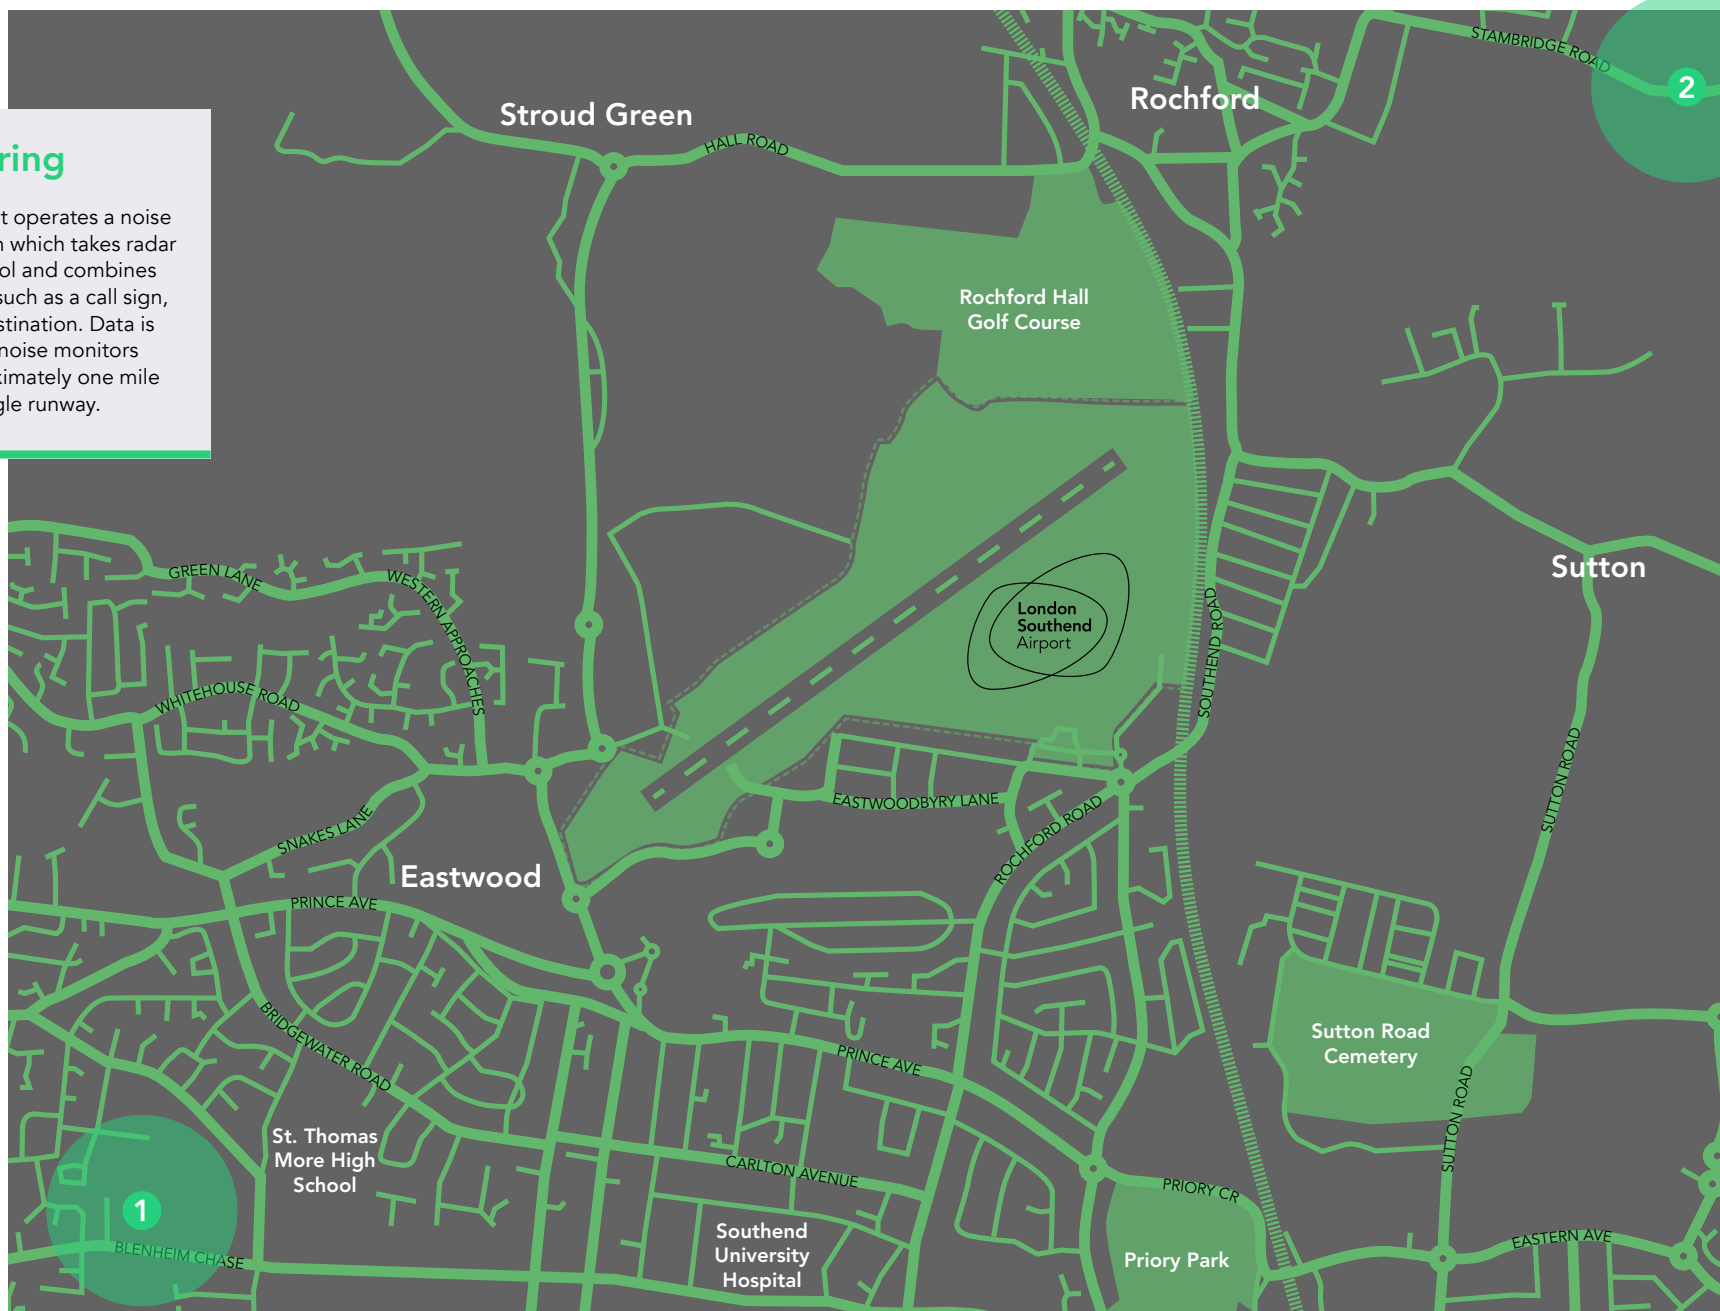 ring
t operates a noise
which takes radar
ol and combines
such as a call sign,
stination. Data is
noise monitors
ximately one mile
gle runway.
Stroud Green
Rochford
STAMBRIDGE ROAD
2
HALL ROAD
Rochford Hall
Golf Course
GREEN LANE
WESTERN APPROACHES
WHITEHOUSE ROAD
London
Southend
Airport
SOUTHEND ROAD
Sutton
SUTTON ROAD
SNAKES LANE
EASTWOODBYRY LANE
ROCHFORD ROAD
Eastwood
PRINCE AVE
BRIDGEWATER ROAD
PRINCE AVE
Sutton Road
Cemetery
SUTTON ROAD
St. Thomas
More High
School
CARLTON AVENUE
PRIORY CR
1
BLENHEIM CHASE
Southend
University
Hospital
Priory Park
EASTERN AVE